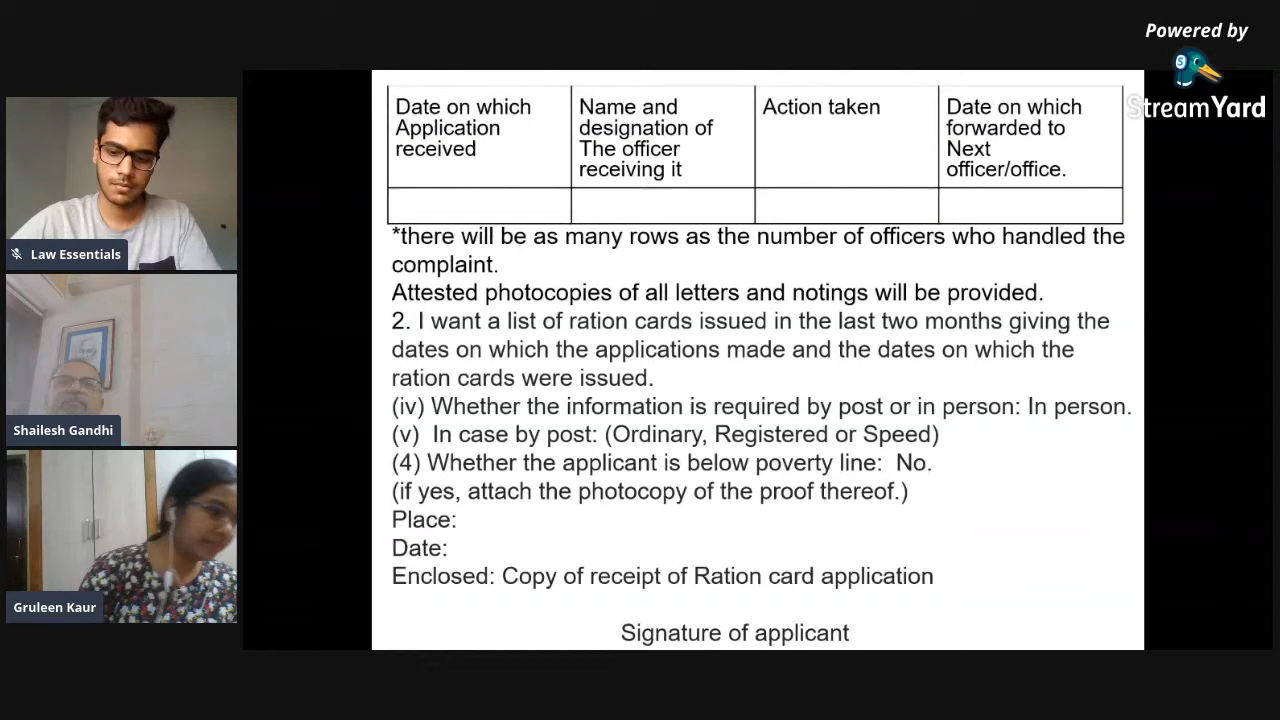 Powered by
StreamYard
Law Essentials
Shailesh Gandhi
Gruleen Kaur
Date on which Application received
Name and designation of The officer receiving it
Action taken
Date on which forwarded to Next officer/office.
*there will be as many rows as the number of officers who handled the
complaint.
Attested photocopies of all letters and notings will be provided.
2. I want a list of ration cards issued in the last two months giving the
dates on which the applications made and the dates on which the
ration cards were issued.
(iv) Whether the information is required by post or in person: In person.
(v) In case by post: (Ordinary, Registered or Speed)
(4) Whether the applicant is below poverty line: No.
(if yes, attach the photocopy of the proof thereof.)
Place:
Date:
Enclosed: Copy of receipt of Ration card application
Signature of applicant